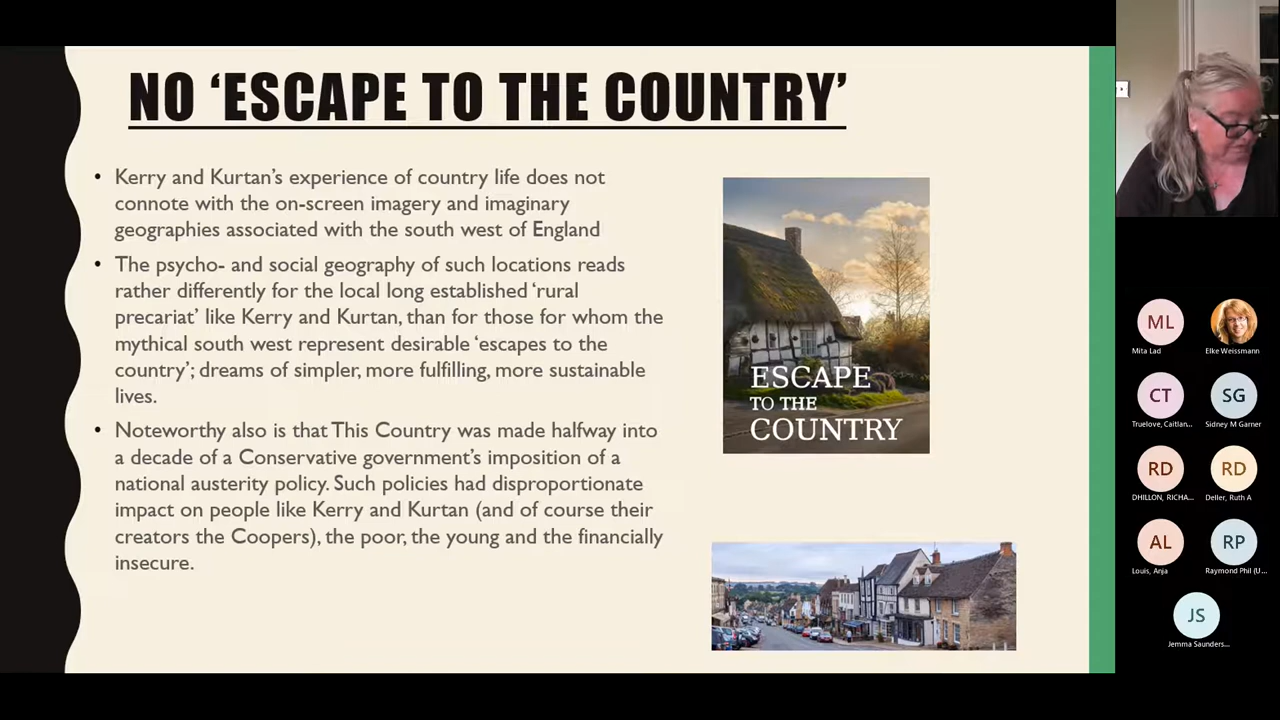 NO ‘ESCAPE TO THE COUNTRY’
• Kerry and Kurtan’s experience of country life does not
connote with the on-screen imagery and imaginary
geographies associated with the south west of England
• The psycho- and social geography of such locations reads
rather differently for the local long established ‘rural
precariat’ like Kerry and Kurtan, than for those for whom the
mythical south west represent desirable ‘escapes to the
country’; dreams of simpler, more fulfilling, more sustainable
lives.
• Noteworthy also is that This Country was made halfway into
a decade of a Conservative government’s imposition of a
national austerity policy. Such policies had disproportionate
impact on people like Kerry and Kurtan (and of course their
creators the Coopers), the poor, the young and the financially
insecure.
ESCAPE
TO THE
COUNTRY
ML
Mita Lad
Elke Weissmann
CT
Truelove, Caitlan...
SG
Sidney M Garner
RD
DHILLON, RICHA...
RD
Deller, Ruth A
AL
Louis, Anja
RP
Raymond Phil (U...
JS
Jemma Saunders...